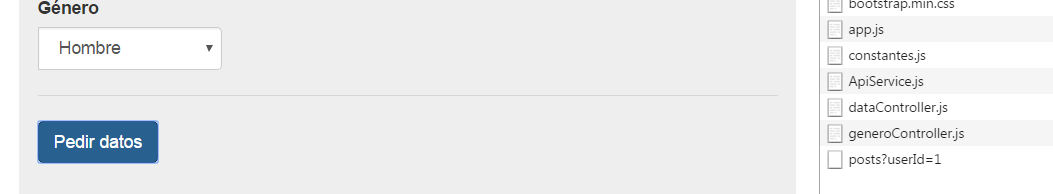 Género
Hombre
Pedir datos
bootstrap.min.css
app.js
constantes.js
ApiService.js
dataController.js
generoController.js
posts?userId=1